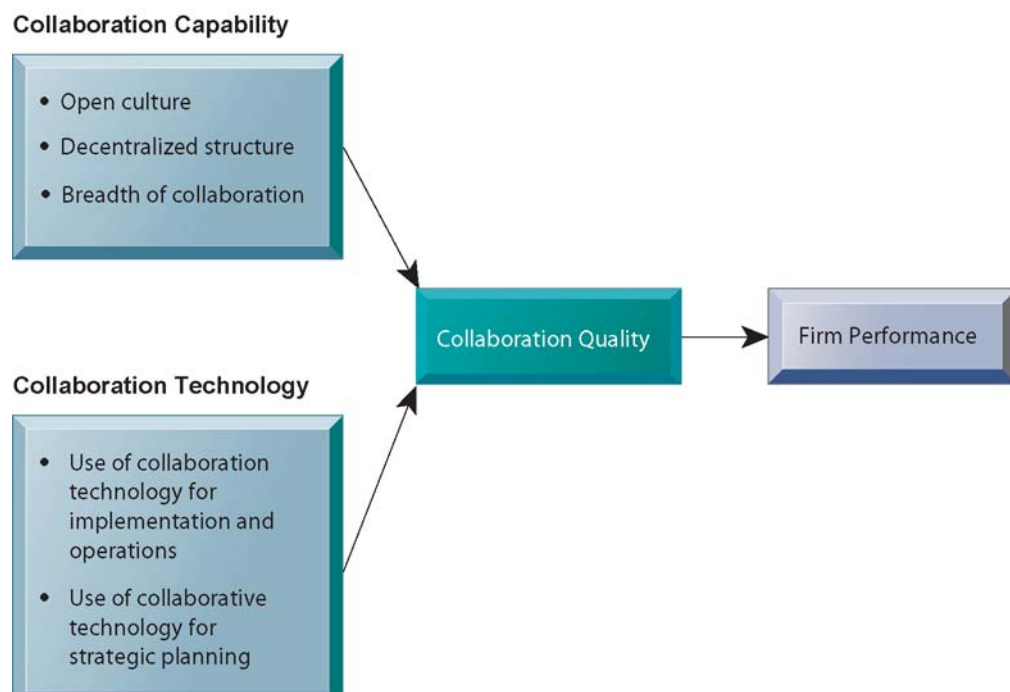 Collaboration Capability
• Open culture
• Decentralized structure
• Breadth of collaboration
Collaboration Quality
Firm Performance
Collaboration Technology
• Use of collaboration
technology for
implementation and
operations
• Use of collaborative
technology for
strategic planning